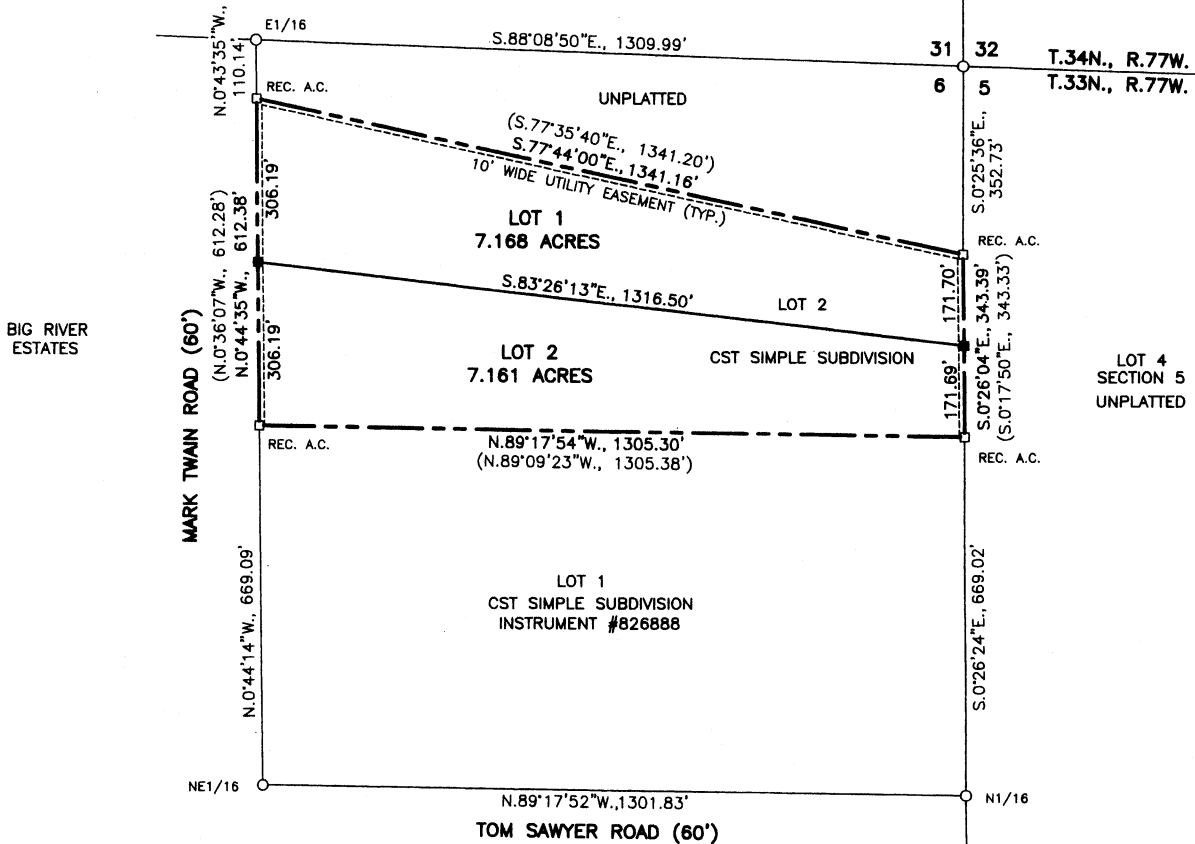 E1/16
S.88°08'50"E., 1309.99'
31 32
T.34N., R.77W.
6 5
T.33N., R.77W.
N.0°43'35"W.,
110.14'
REC. A.C.
UNPLATTED
(S.77°35'40"E., 1341.20')
S.77°44'00"E., 1341.16'
10' WIDE UTILITY EASEMENT (TYP.)
S.0°25'36"E.,
352.73'
REC. A.C.
LOT 1
7.168 ACRES
306.19'
306.19'
(N.0°36'07"W., 612.28')
N.0°44'35"W., 612.38'
S.83°26'13"E., 1316.50'
LOT 2
CST SIMPLE SUBDIVISION
LOT 2
7.161 ACRES
171.70'
171.69'
S.0°26'04"E., 343.39'
(S.0°17'50"E., 343.33')
BIG RIVER
ESTATES
MARK TWAIN ROAD (60')
LOT 4
SECTION 5
UNPLATTED
REC. A.C.
N.89°17'54"W., 1305.30'
(N.89°09'23"W., 1305.38')
REC. A.C.
N.0°44'14"W., 669.09'
LOT 1
CST SIMPLE SUBDIVISION
INSTRUMENT #826888
S.0°26'24"E., 669.02'
NE1/16
N.89°17'52"W.,1301.83'
N1/16
TOM SAWYER ROAD (60')